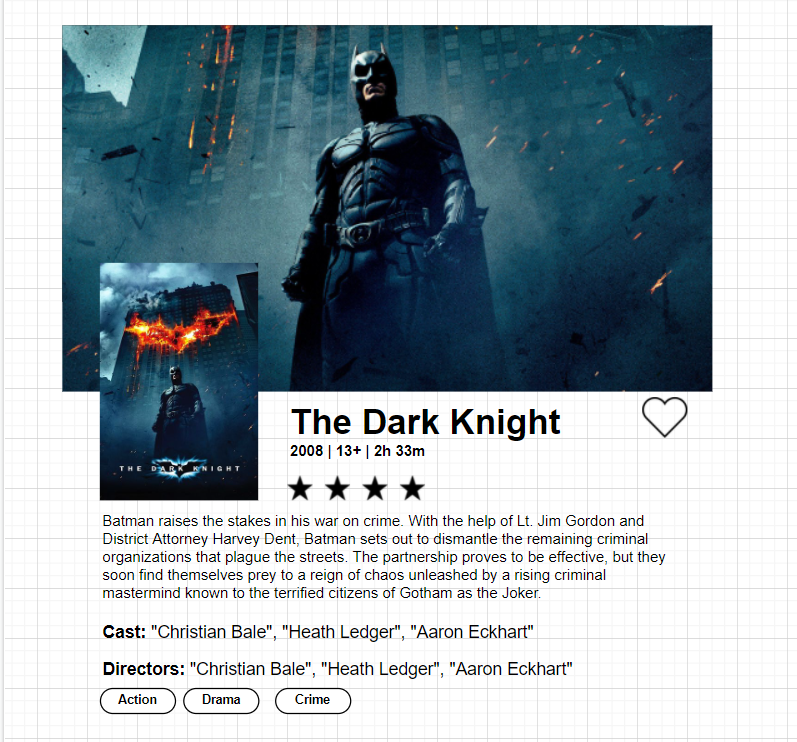 THE DARK KNIGHT
The Dark Knight
2008 | 13+ | 2h 33m
Batman raises the stakes in his war on crime. With the help of Lt. Jim Gordon and
District Attorney Harvey Dent, Batman sets out to dismantle the remaining criminal
organizations that plague the streets. The partnership proves to be effective, but they
soon find themselves prey to a reign of chaos unleashed by a rising criminal
mastermind known to the terrified citizens of Gotham as the Joker.
Cast: "Christian Bale", "Heath Ledger", "Aaron Eckhart"
Directors: "Christian Bale", "Heath Ledger", "Aaron Eckhart"
Action Drama Crime